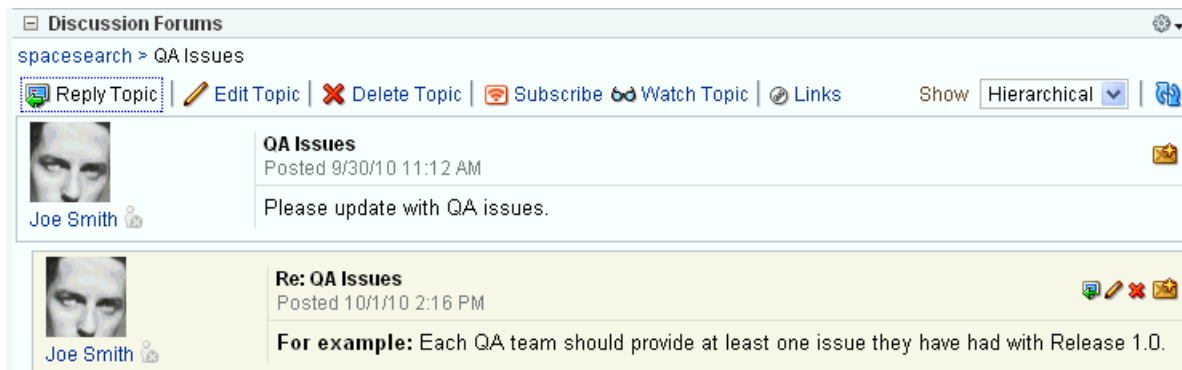 Discussion Forums
spacesearch > QA Issues
Reply Topic | Edit Topic | Delete Topic | Subscribe Watch Topic | Links Show Hierarchical |
QA Issues
Posted 9/30/10 11:12 AM
Please update with QA issues.
Joe Smith
Re: QA Issues
Posted 10/1/10 2:16 PM
For example: Each QA team should provide at least one issue they have had with Release 1.0.
Joe Smith